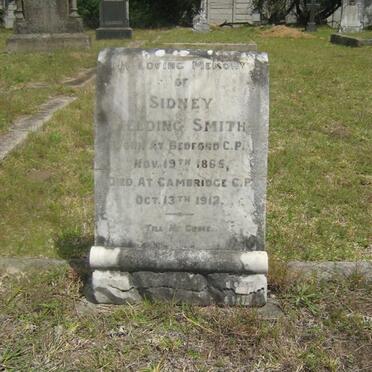 In Loving Memory
of
Sidney
Fielding Smith
Born At Bedford C.P.
Nov. 19th 1865,
Died At Cambridge C.P.
Oct. 13th 1912.
Till He Come.